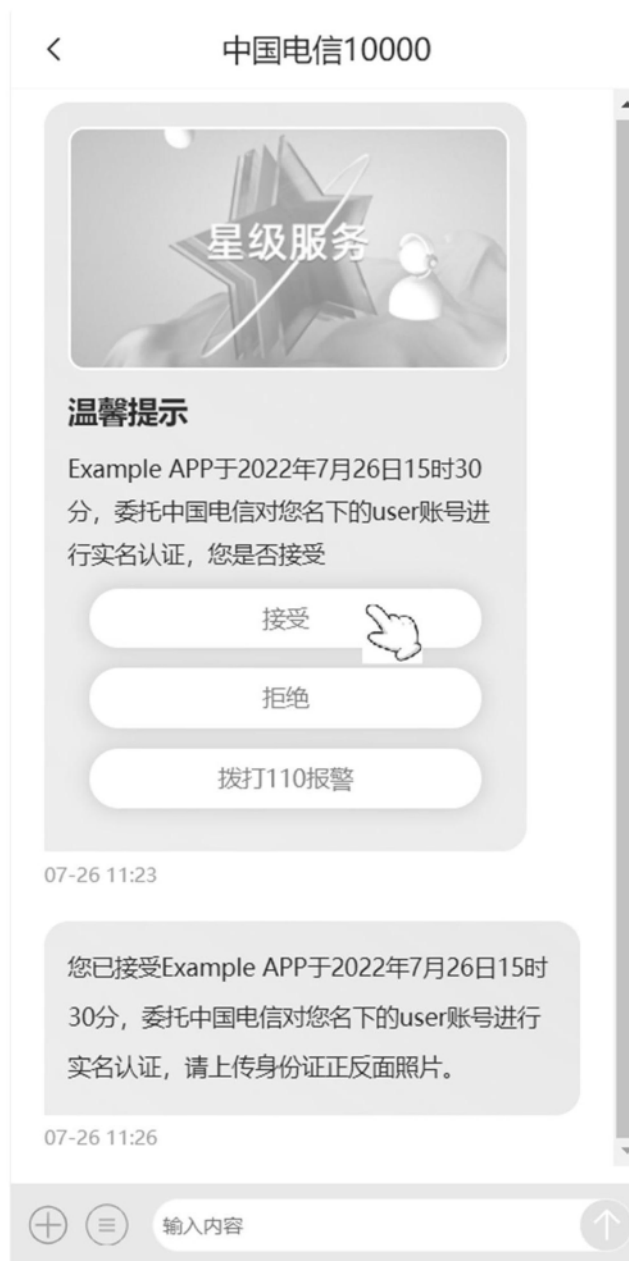 中国电信10000
星级服务
温馨提示
Example APP于2022年7月26日15时30
分，委托中国电信对您名下的user账号进
行实名认证，您是否接受
接受
拒绝
拨打110报警
07-26 11:23
您已接受Example APP于2022年7月26日15时
30分，委托中国电信对您名下的user账号进行
实名认证，请上传身份证正反面照片。
07-26 11:26
输入内容